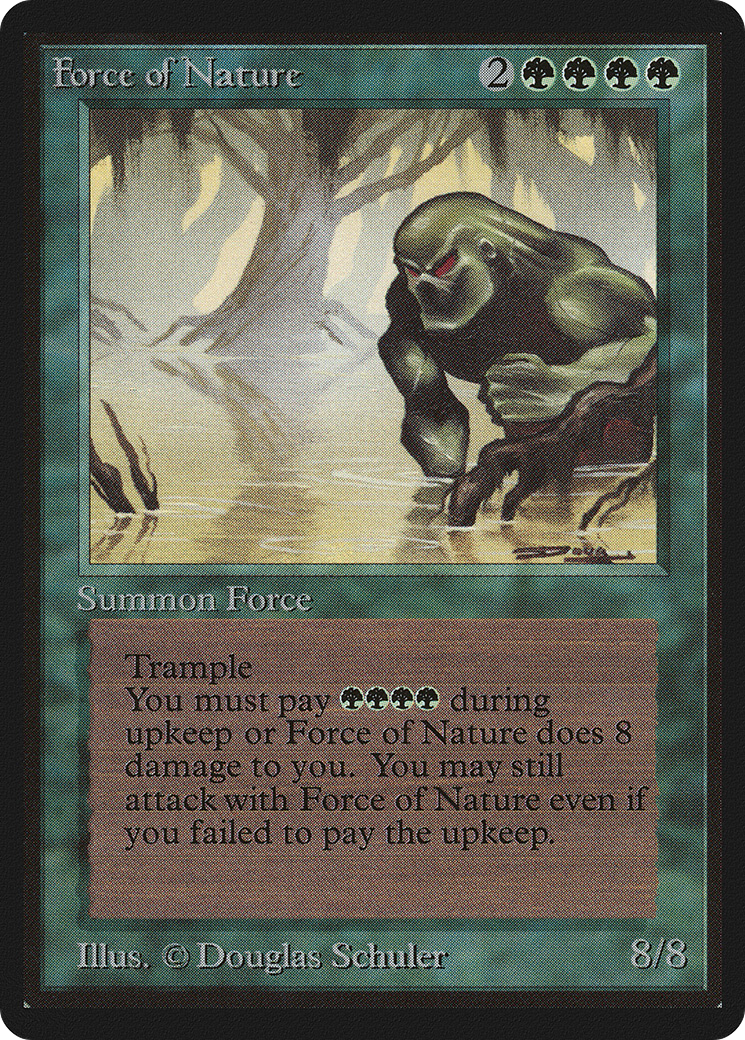 Force of Nature 2
Doug
Summon Force
Trample
You must pay during
upkeep or Force of Nature does 8
damage to you. You may still
attack with Force of Nature even if
you failed to pay the upkeep.
Illus. © Douglas Schuler 8/8